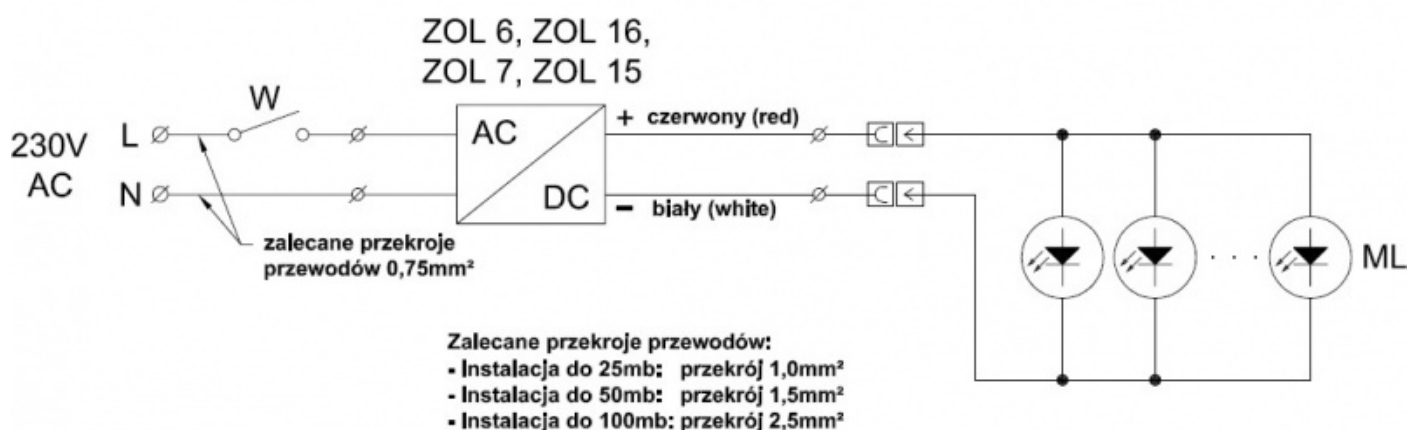 ZOL 6, ZOL 16,
ZOL 7, ZOL 15
W
230V
AC
L
N
AC
DC
+ czerwony (red)
- biały (white)
zalecane przekroje
przewodów 0,75mm²
ML
Zalecane przekroje przewodów:
- Instalacja do 25mb: przekrój 1,0mm²
- Instalacja do 50mb: przekrój 1,5mm²
- Instalacja do 100mb: przekrój 2,5mm²